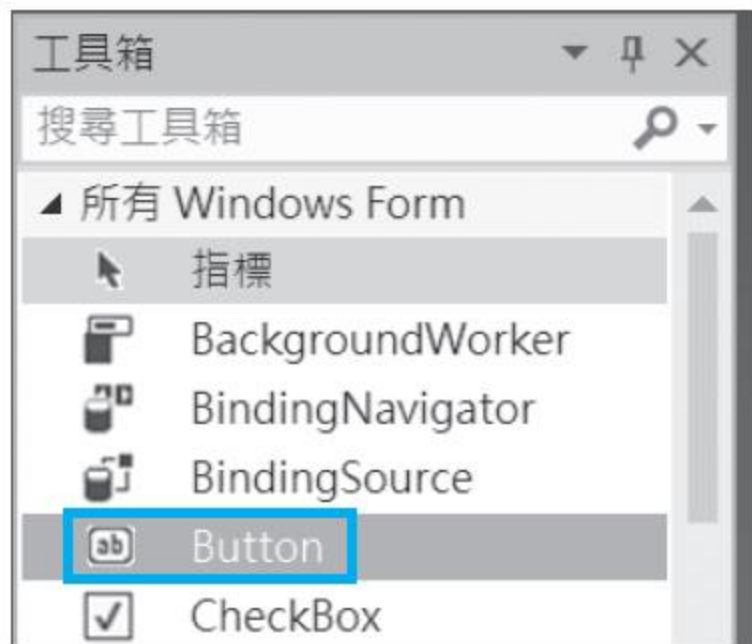 工具箱
搜尋工具箱
所有 Windows Form
指標
BackgroundWorker
BindingNavigator
BindingSource
ab Button
CheckBox